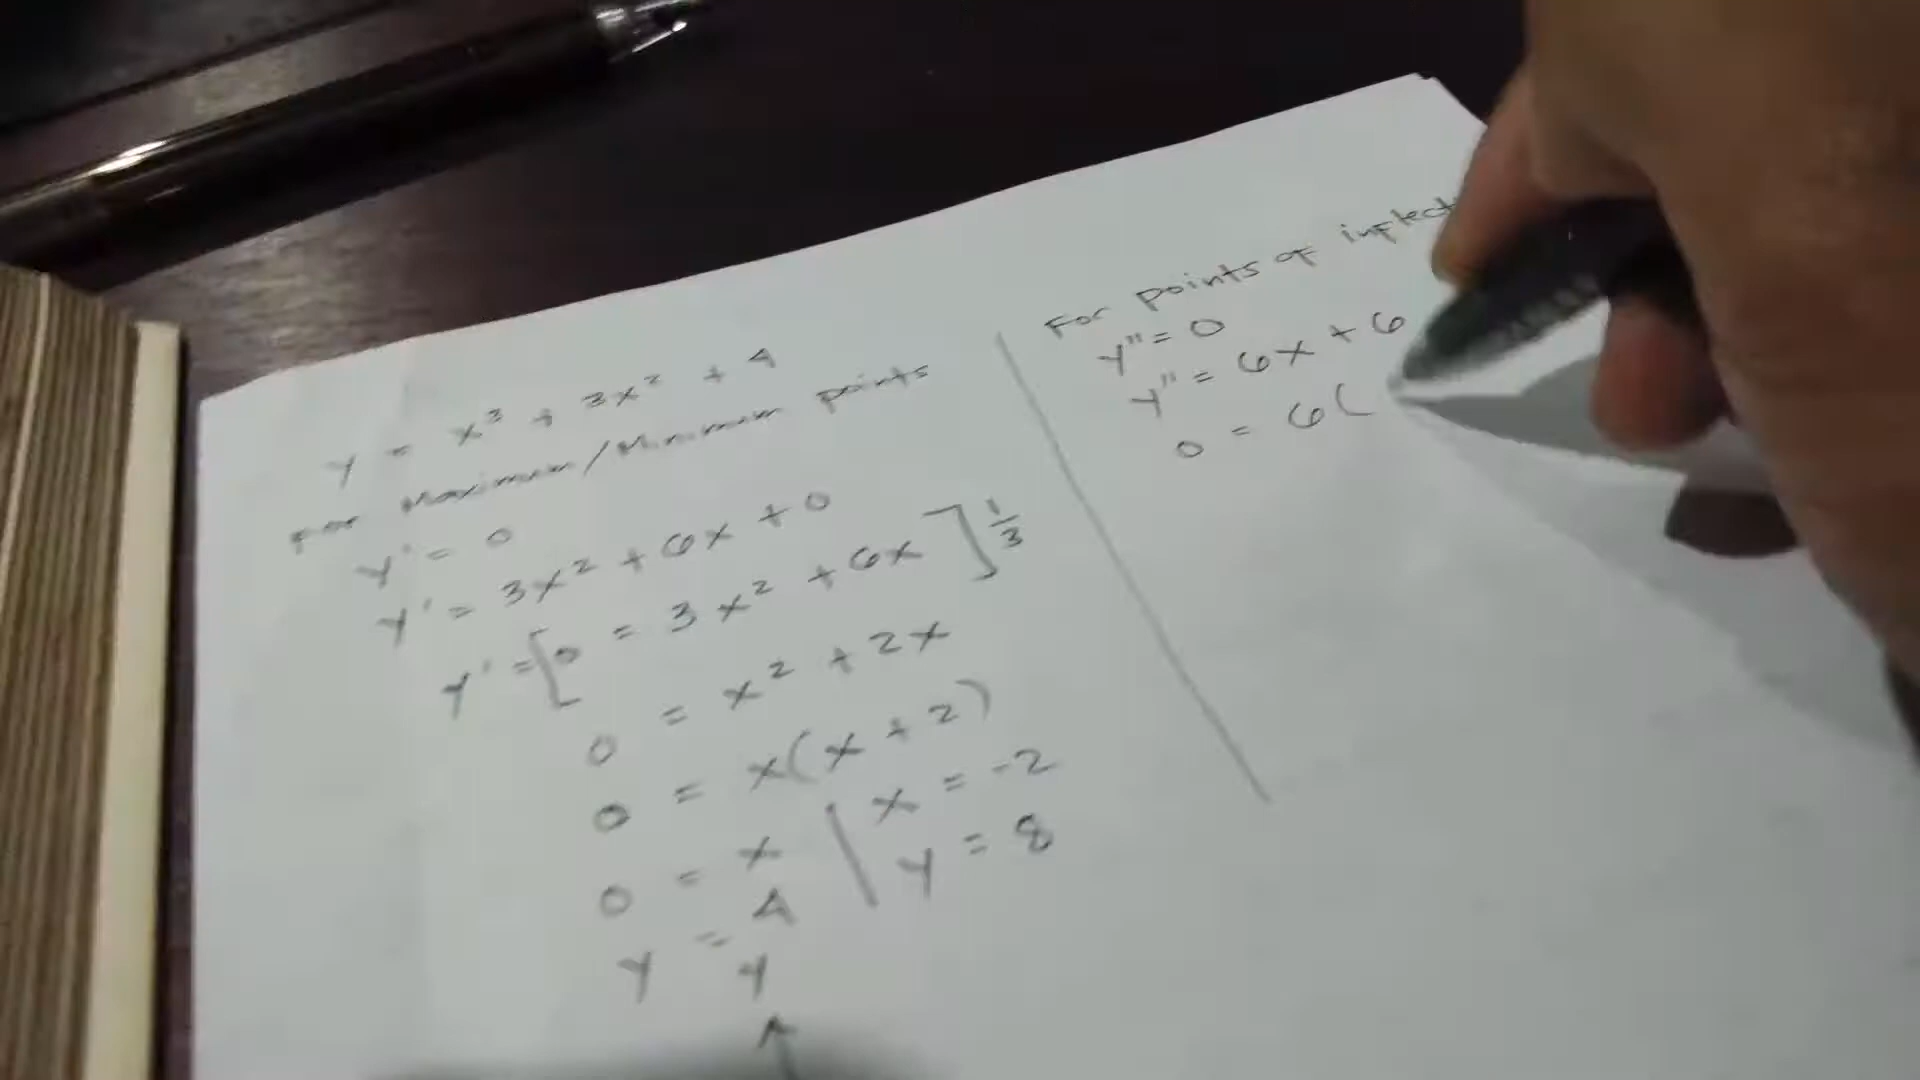 y = x³ + 3x² + 4
For Maximum/Minimum points
y' = 0
y' = 3x² + 6x + 0
y' = [0 = 3x² + 6x] 1/3
0 = x² + 2x
0 = x(x + 2)
0 = x | x = -2
y = 4 | y = 8
y
For points of inflect
y'' = 0
y'' = 6x + 6
0 = 6(